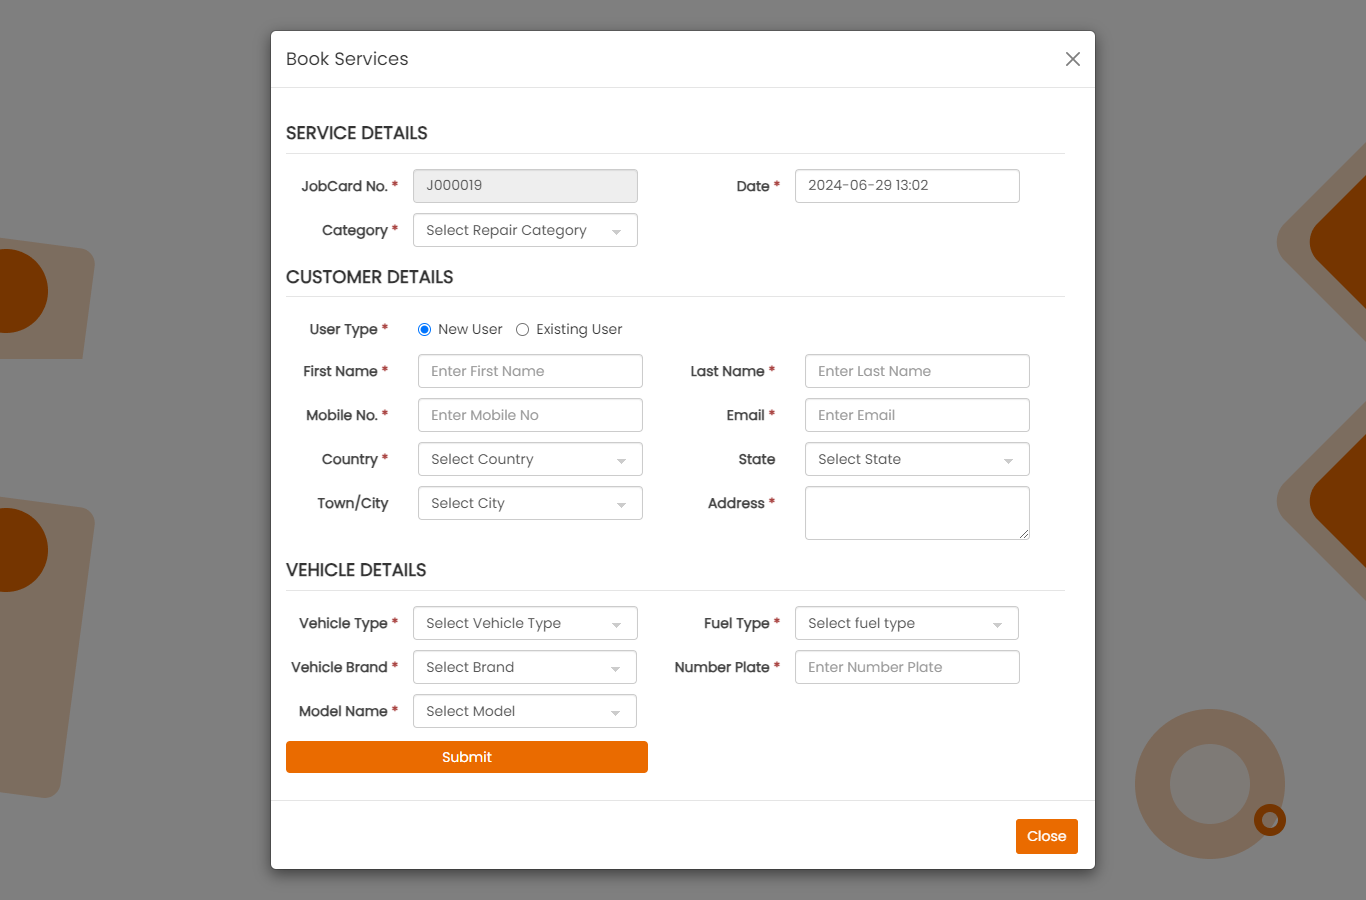 Book Services
SERVICE DETAILS
JobCard No. * J000019 Date * 2024-06-29 13:02
Category * Select Repair Category
CUSTOMER DETAILS
User Type * New User Existing User
First Name * Enter First Name Last Name * Enter Last Name
Mobile No. * Enter Mobile No Email * Enter Email
Country * Select Country State Select State
Town/City Select City Address *
VEHICLE DETAILS
Vehicle Type * Select Vehicle Type Fuel Type * Select fuel type
Vehicle Brand * Select Brand Number Plate * Enter Number Plate
Model Name * Select Model
Submit
Close